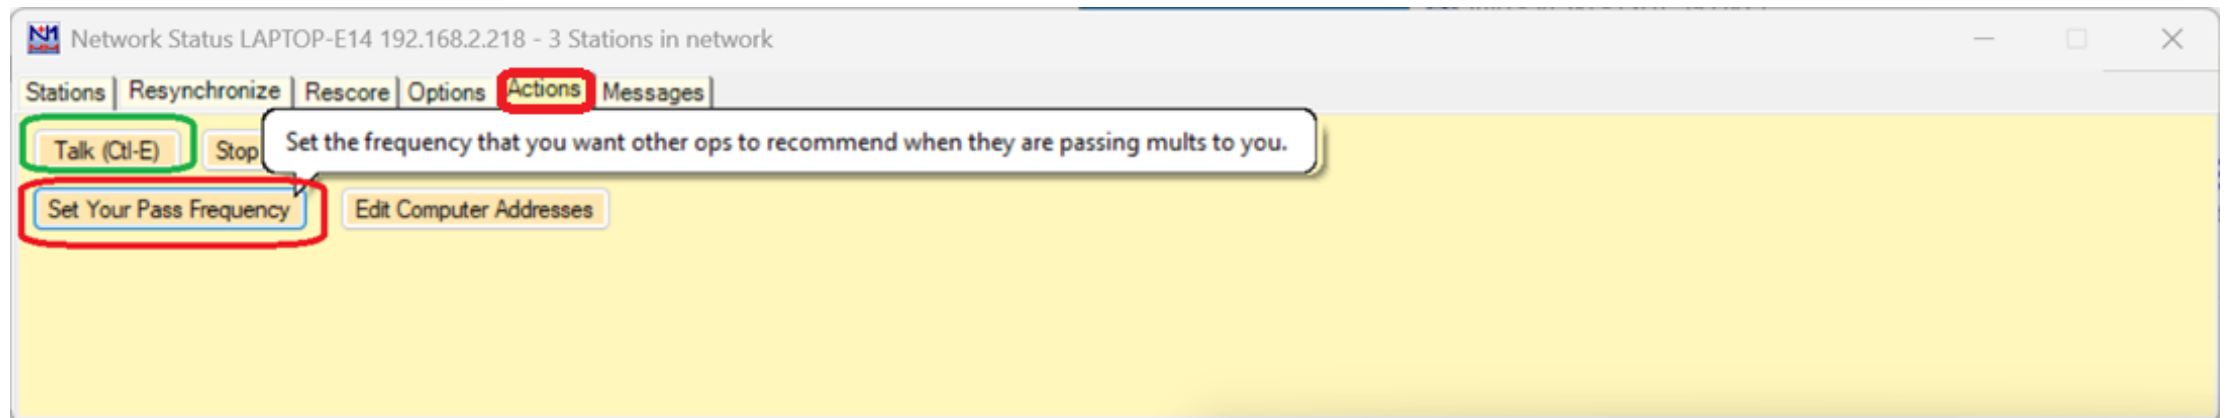 Network Status LAPTOP-E14 192.168.2.218 - 3 Stations in network
Stations Resynchronize Rescore Options Actions Messages
Talk (Ctl-E) Stop
Set the frequency that you want other ops to recommend when they are passing mults to you.
Set Your Pass Frequency Edit Computer Addresses